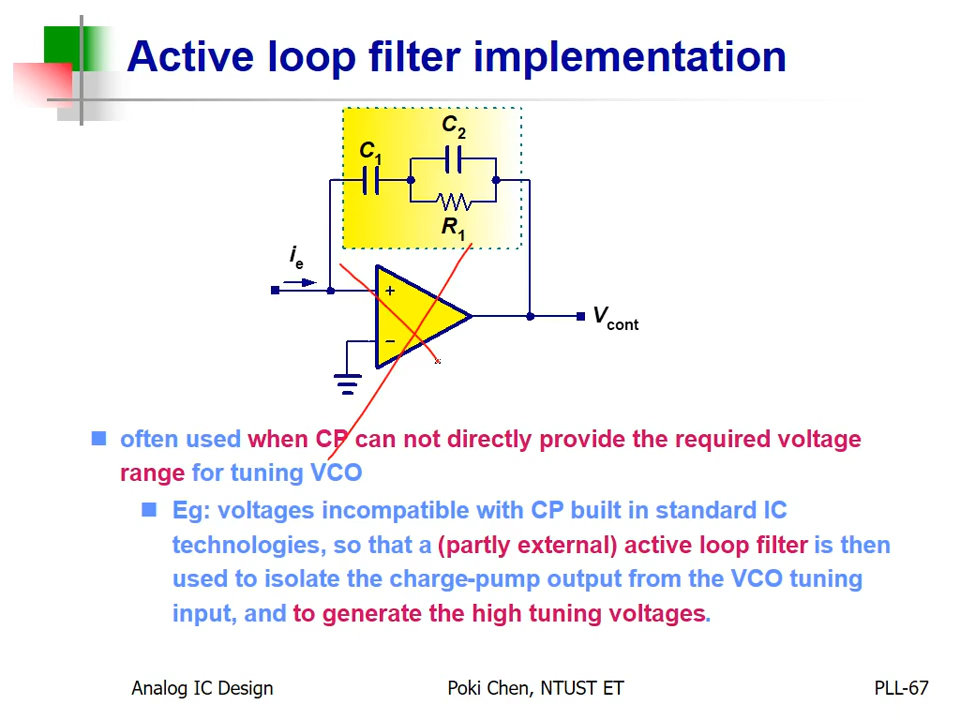 Active loop filter implementation
C2
C1
R1
ie
+
−
Vcont
often used when CP can not directly provide the required voltage
range for tuning VCO
Eg: voltages incompatible with CP built in standard IC
technologies, so that a (partly external) active loop filter is then
used to isolate the charge-pump output from the VCO tuning
input, and to generate the high tuning voltages.
Analog IC Design Poki Chen, NTUST ET PLL-67